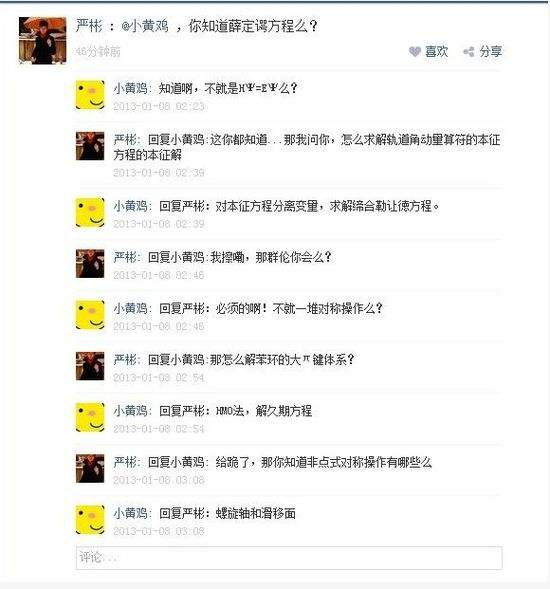 严彬 : @小黄鸡 ，你知道薛定谔方程么？
46分钟前
喜欢
分享
小黄鸡: 知道啊，不就是HΨ=EΨ么？
2013-01-08 02:23
严彬: 回复小黄鸡:这你都知道...那我问你，怎么求解轨道角动量算符的本征
方程的本征解
2013-01-08 02:39
小黄鸡: 回复严彬：对本征方程分离变量，求解缔合勒让德方程。
2013-01-08 02:39
严彬: 回复小黄鸡:我擦嘞，那群伦你会么？
2013-01-08 02:46
小黄鸡: 回复严彬：必须的啊！不就一堆对称操作么？
2013-01-08 02:46
严彬: 回复小黄鸡:那怎么解苯环的大π键体系？
2013-01-08 02:54
小黄鸡: 回复严彬：HMO法，解久期方程
2013-01-08 02:54
严彬: 回复小黄鸡: 给跪了，那你知道非点式对称操作有哪些么
2013-01-08 03:08
小黄鸡: 回复严彬：螺旋轴和滑移面
2013-01-08 03:08
评论...